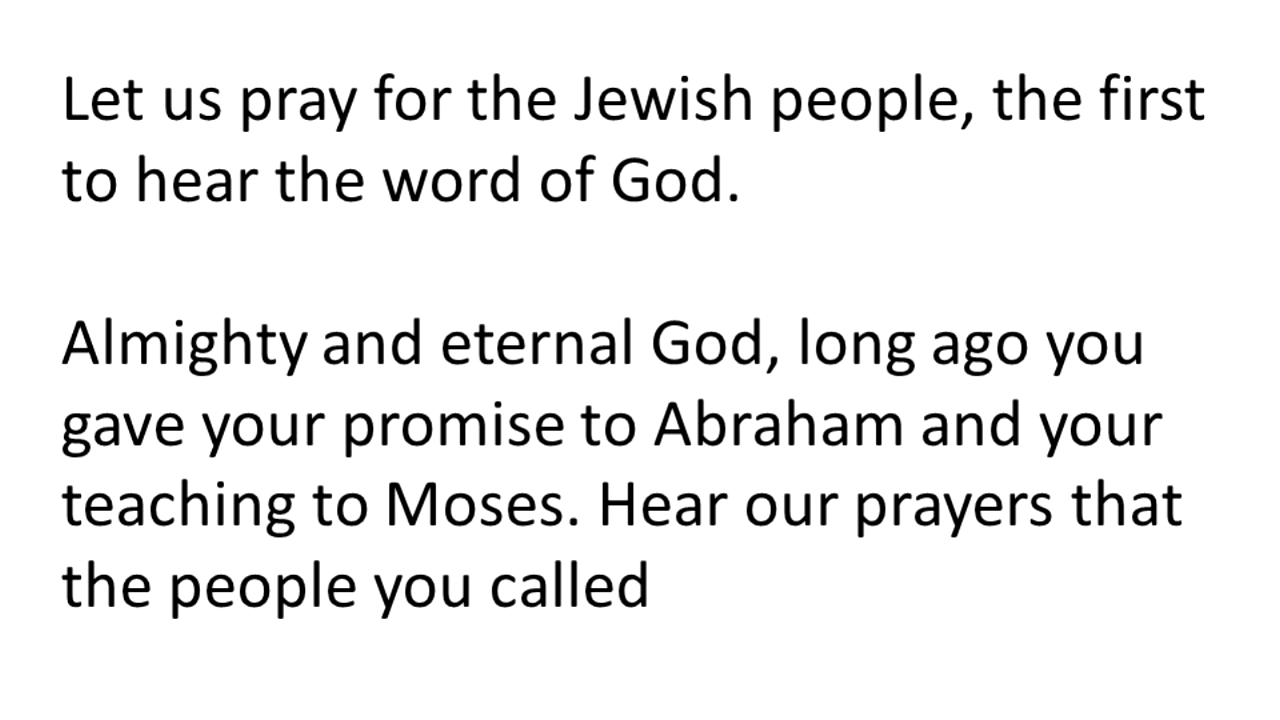 Let us pray for the Jewish people, the first
to hear the word of God.
Almighty and eternal God, long ago you
gave your promise to Abraham and your
teaching to Moses. Hear our prayers that
the people you called